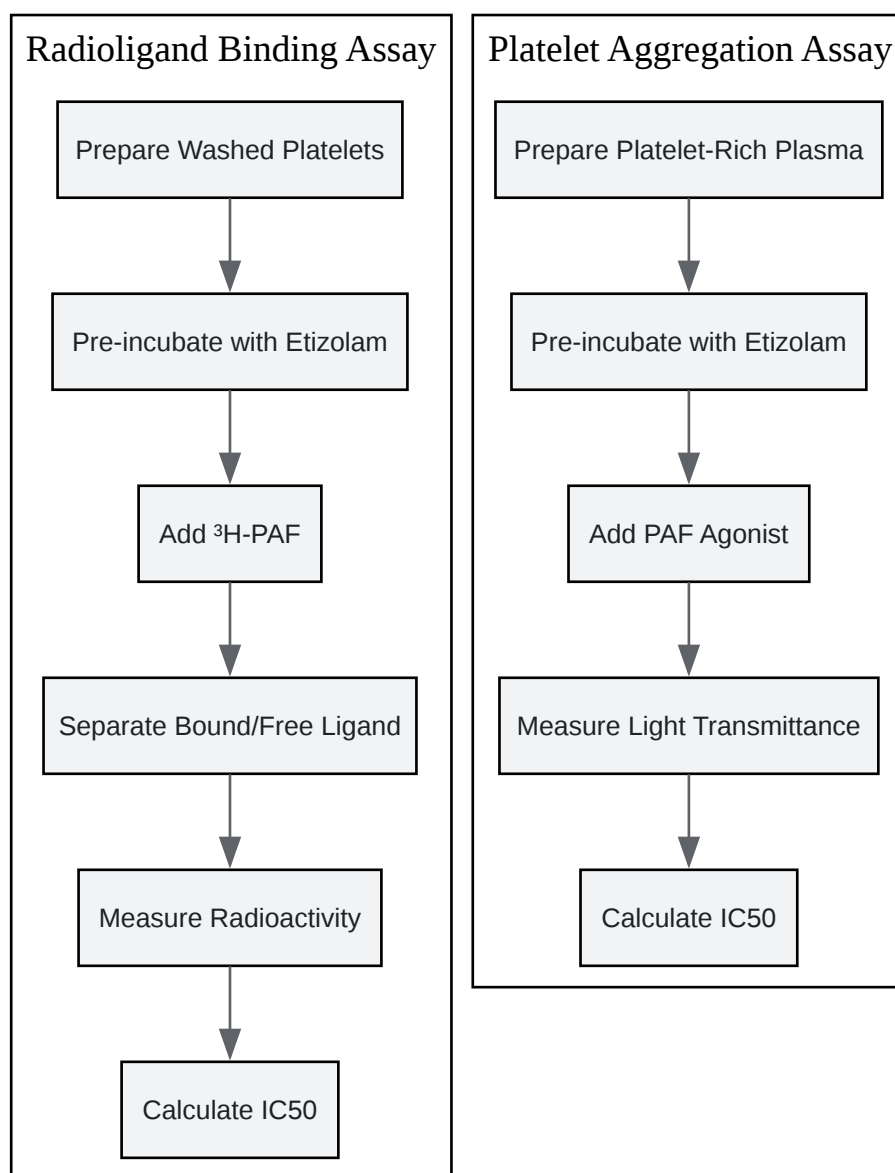 Radioligand Binding Assay
Prepare Washed Platelets
Pre-incubate with Etizolam
Add ³H-PAF
Separate Bound/Free Ligand
Measure Radioactivity
Calculate IC50
Platelet Aggregation Assay
Prepare Platelet-Rich Plasma
Pre-incubate with Etizolam
Add PAF Agonist
Measure Light Transmittance
Calculate IC50